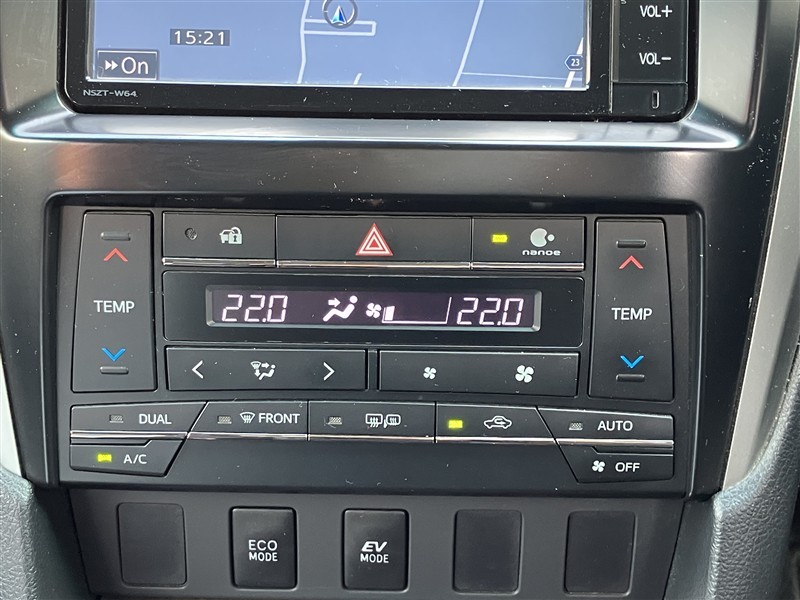 VOL+
15:21
VOL-
23
On
NSZT-W64
nanoe
TEMP
22.0
22.0
TEMP
DUAL
FRONT
AUTO
A/C
OFF
ECO
MODE
EV
MODE